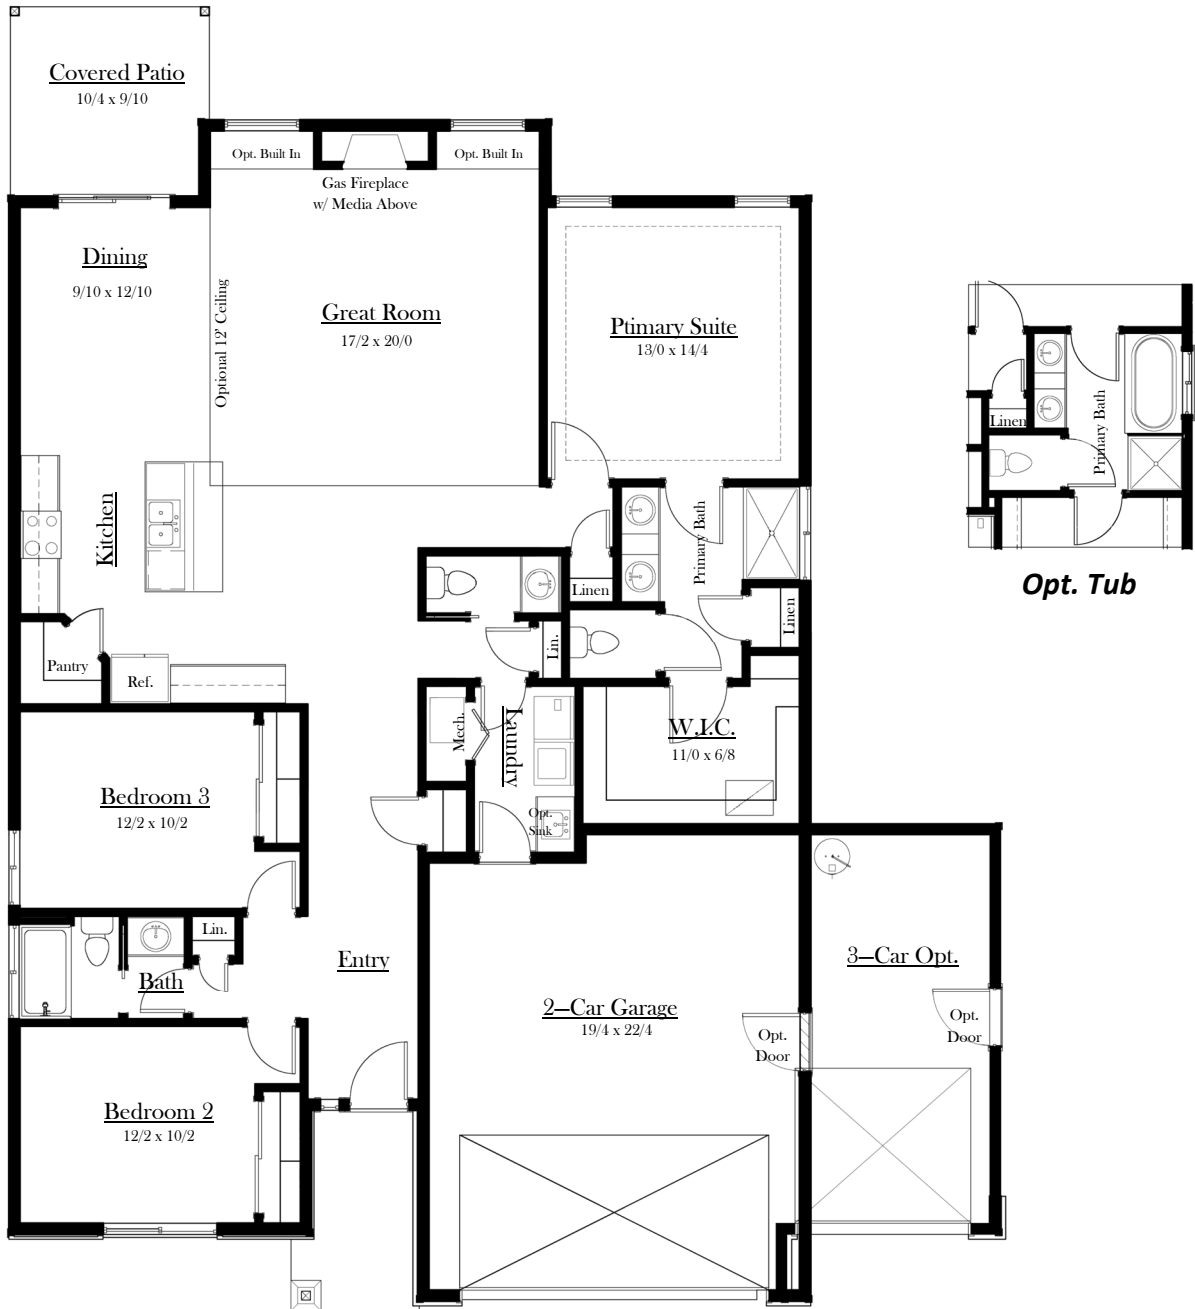 Covered Patio
10/4 x 9/10
Opt. Built In
Opt. Built In
Gas Fireplace
w/ Media Above
Dining
9/10 x 12/10
Optional 12' Ceiling
Great Room
17/2 x 20/0
Ptimary Suite
13/0 x 14/4
Linen
Primary Bath
Opt. Tub
Kitchen
Primary Bath
Linen
Linen
Lin.
Pantry
Ref.
Mech.
Laundry
W.I.C.
11/0 x 6/8
Opt.
Sink
Bedroom 3
12/2 x 10/2
Lin.
Bath
Entry
3–Car Opt.
2–Car Garage
19/4 x 22/4
Opt.
Door
Opt.
Door
Bedroom 2
12/2 x 10/2